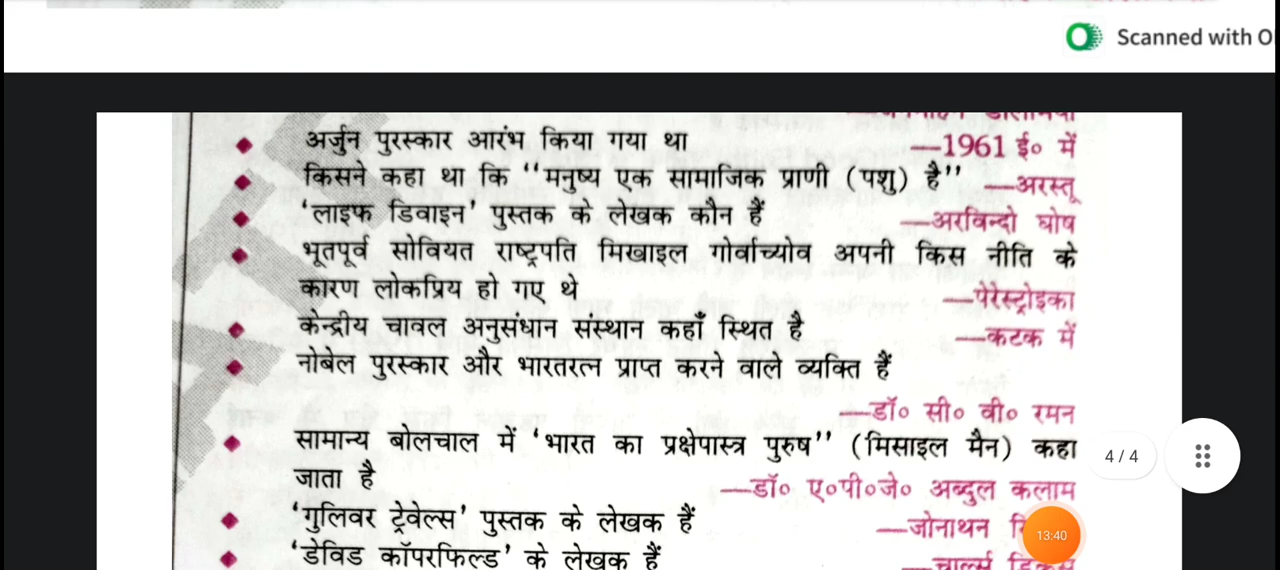 Scanned with O
अर्जुन पुरस्कार आरंभ किया गया था —1961 ई० में
किसने कहा था कि ‘‘मनुष्य एक सामाजिक प्राणी (पशु) है’’ —अरस्तू
‘लाइफ डिवाइन’ पुस्तक के लेखक कौन हैं —अरविन्दो घोष
भूतपूर्व सोवियत राष्ट्रपति मिखाइल गोर्वाच्योव अपनी किस नीति के
कारण लोकप्रिय हो गए थे —पेरेस्ट्रोइका
केन्द्रीय चावल अनुसंधान संस्थान कहाँ स्थित है —कटक में
नोबेल पुरस्कार और भारतरत्न प्राप्त करने वाले व्यक्ति हैं
—डॉ० सी० वी० रमन
सामान्य बोलचाल में ‘भारत का प्रक्षेपास्त्र पुरुष’’ (मिसाइल मैन) कहा
4 / 4
जाता है —डॉ० ए०पी०जे० अब्दुल कलाम
‘गुलिवर ट्रेवेल्स’ पुस्तक के लेखक हैं —जोनाथन
13:40
‘डेविड कॉपरफिल्ड’ के लेखक हैं —चार्ल्स